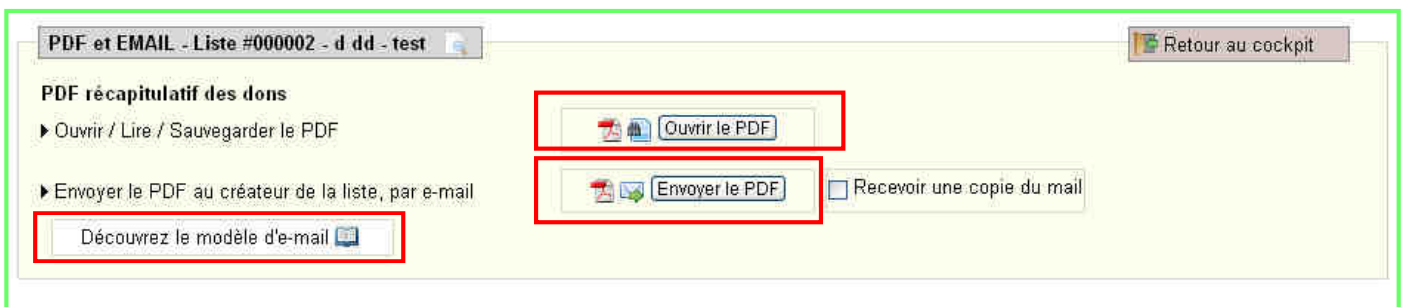 PDF et EMAIL - Liste #000002 - d dd - test
Retour au cockpit
PDF récapitulatif des dons
Ouvrir / Lire / Sauvegarder le PDF
Ouvrir le PDF
Envoyer le PDF au créateur de la liste, par e-mail
Envoyer le PDF
Recevoir une copie du mail
Découvrez le modèle d'e-mail